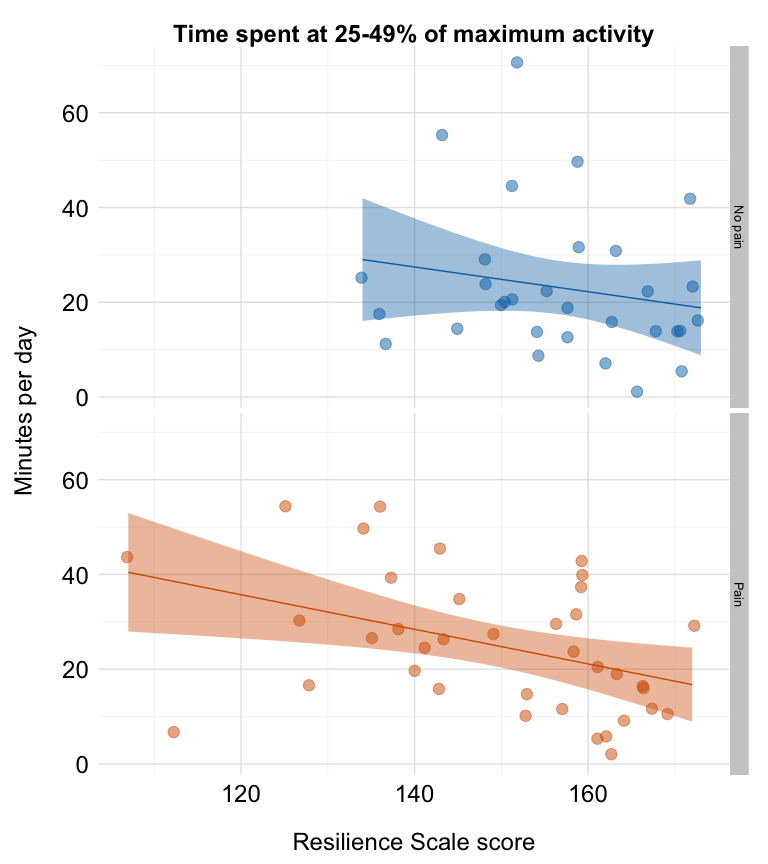 Time spent at 25-49% of maximum activity
60
40
20
0
No pain
Minutes per day
60
40
20
0
Pain
120
140
160
Resilience Scale score